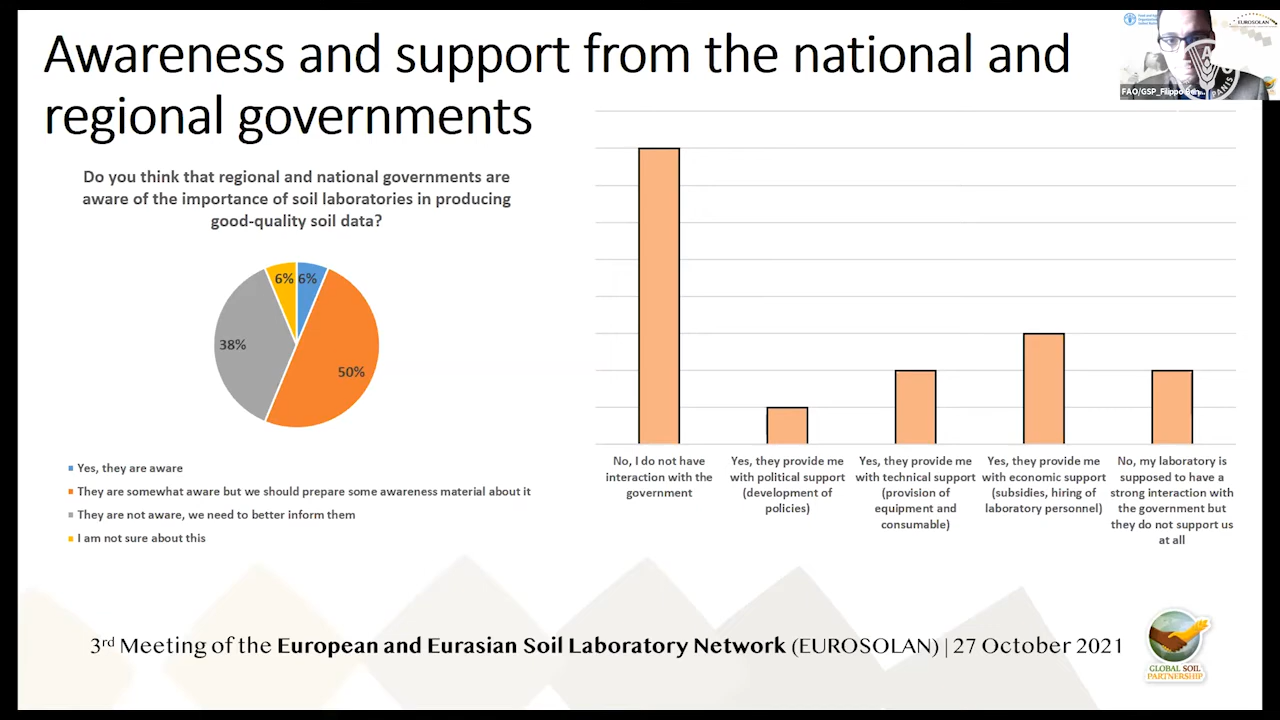 Awareness and support from the national and
regional governments
EUROSOLAN
FAO/GSP_Filippo Ben...
Do you think that regional and national governments are
aware of the importance of soil laboratories in producing
good-quality soil data?
6%
6%
38%
50%
Yes, they are aware
They are somewhat aware but we should prepare some awareness material about it
They are not aware, we need to better inform them
I am not sure about this
No, I do not have
interaction with the
government
Yes, they provide me
with political support
(development of
policies)
Yes, they provide me
with technical support
(provision of
equipment and
consumable)
Yes, they provide me
with economic support
(subsidies, hiring of
laboratory personnel)
No, my laboratory is
supposed to have a
strong interaction with
the government but
they do not support us
at all
3rd Meeting of the European and Eurasian Soil Laboratory Network (EUROSOLAN) | 27 October 2021
GLOBAL SOIL
PARTNERSHIP